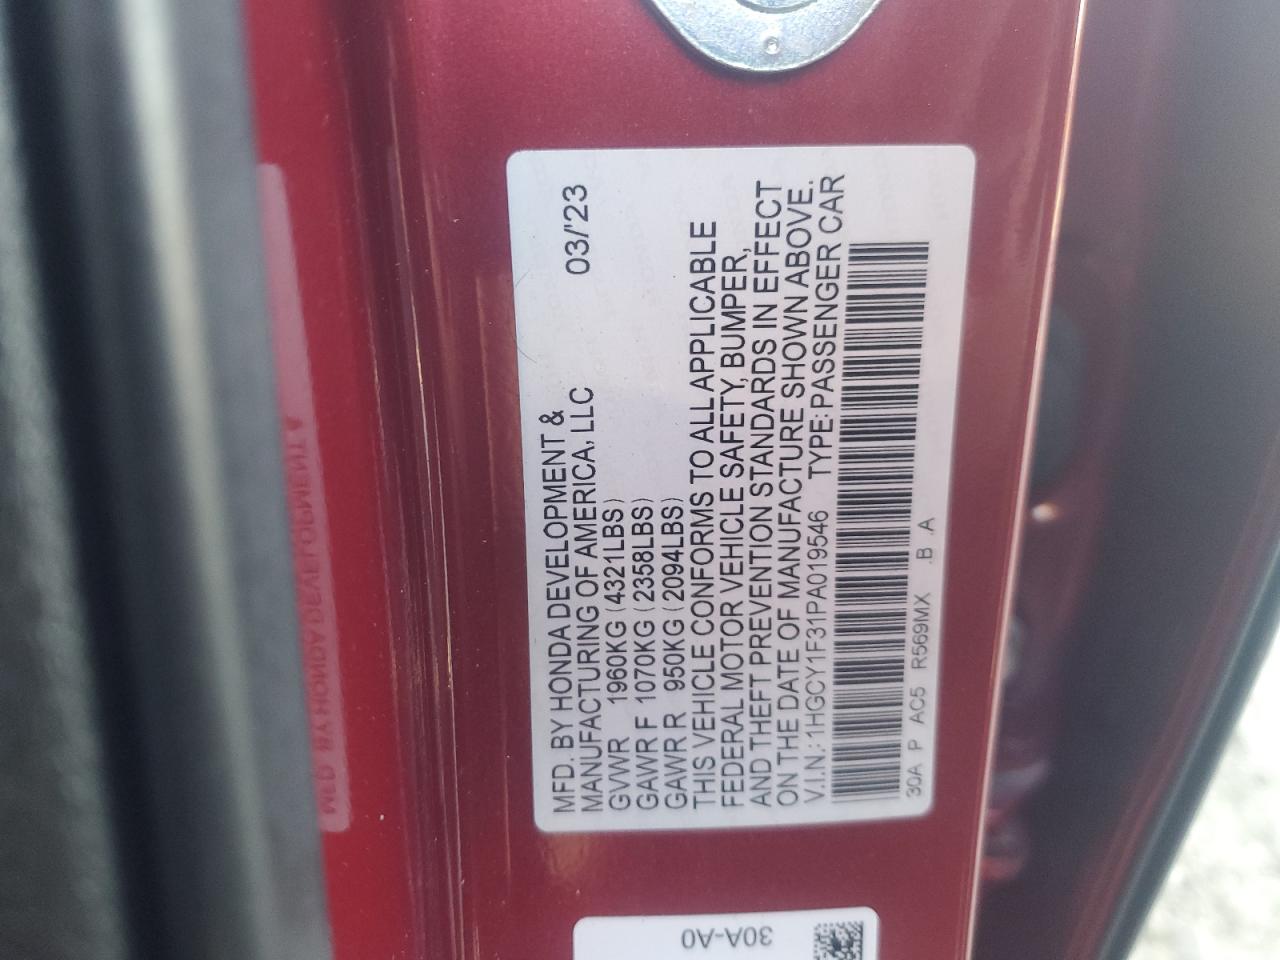 MFD. BY HONDA DEVELOPMENT &
MANUFACTURING OF AMERICA, LLC 03/'23
GVWR 1960KG (4321LBS)
GAWR F 1070KG (2358LBS)
GAWR R 950KG (2094LBS)
THIS VEHICLE CONFORMS TO ALL APPLICABLE
FEDERAL MOTOR VEHICLE SAFETY, BUMPER,
AND THEFT PREVENTION STANDARDS IN EFFECT
ON THE DATE OF MANUFACTURE SHOWN ABOVE.
V.I.N.: 1HGCY1F31PA019546 TYPE: PASSENGER CAR
30A P AC5 R569MX .B .A
30A-A0